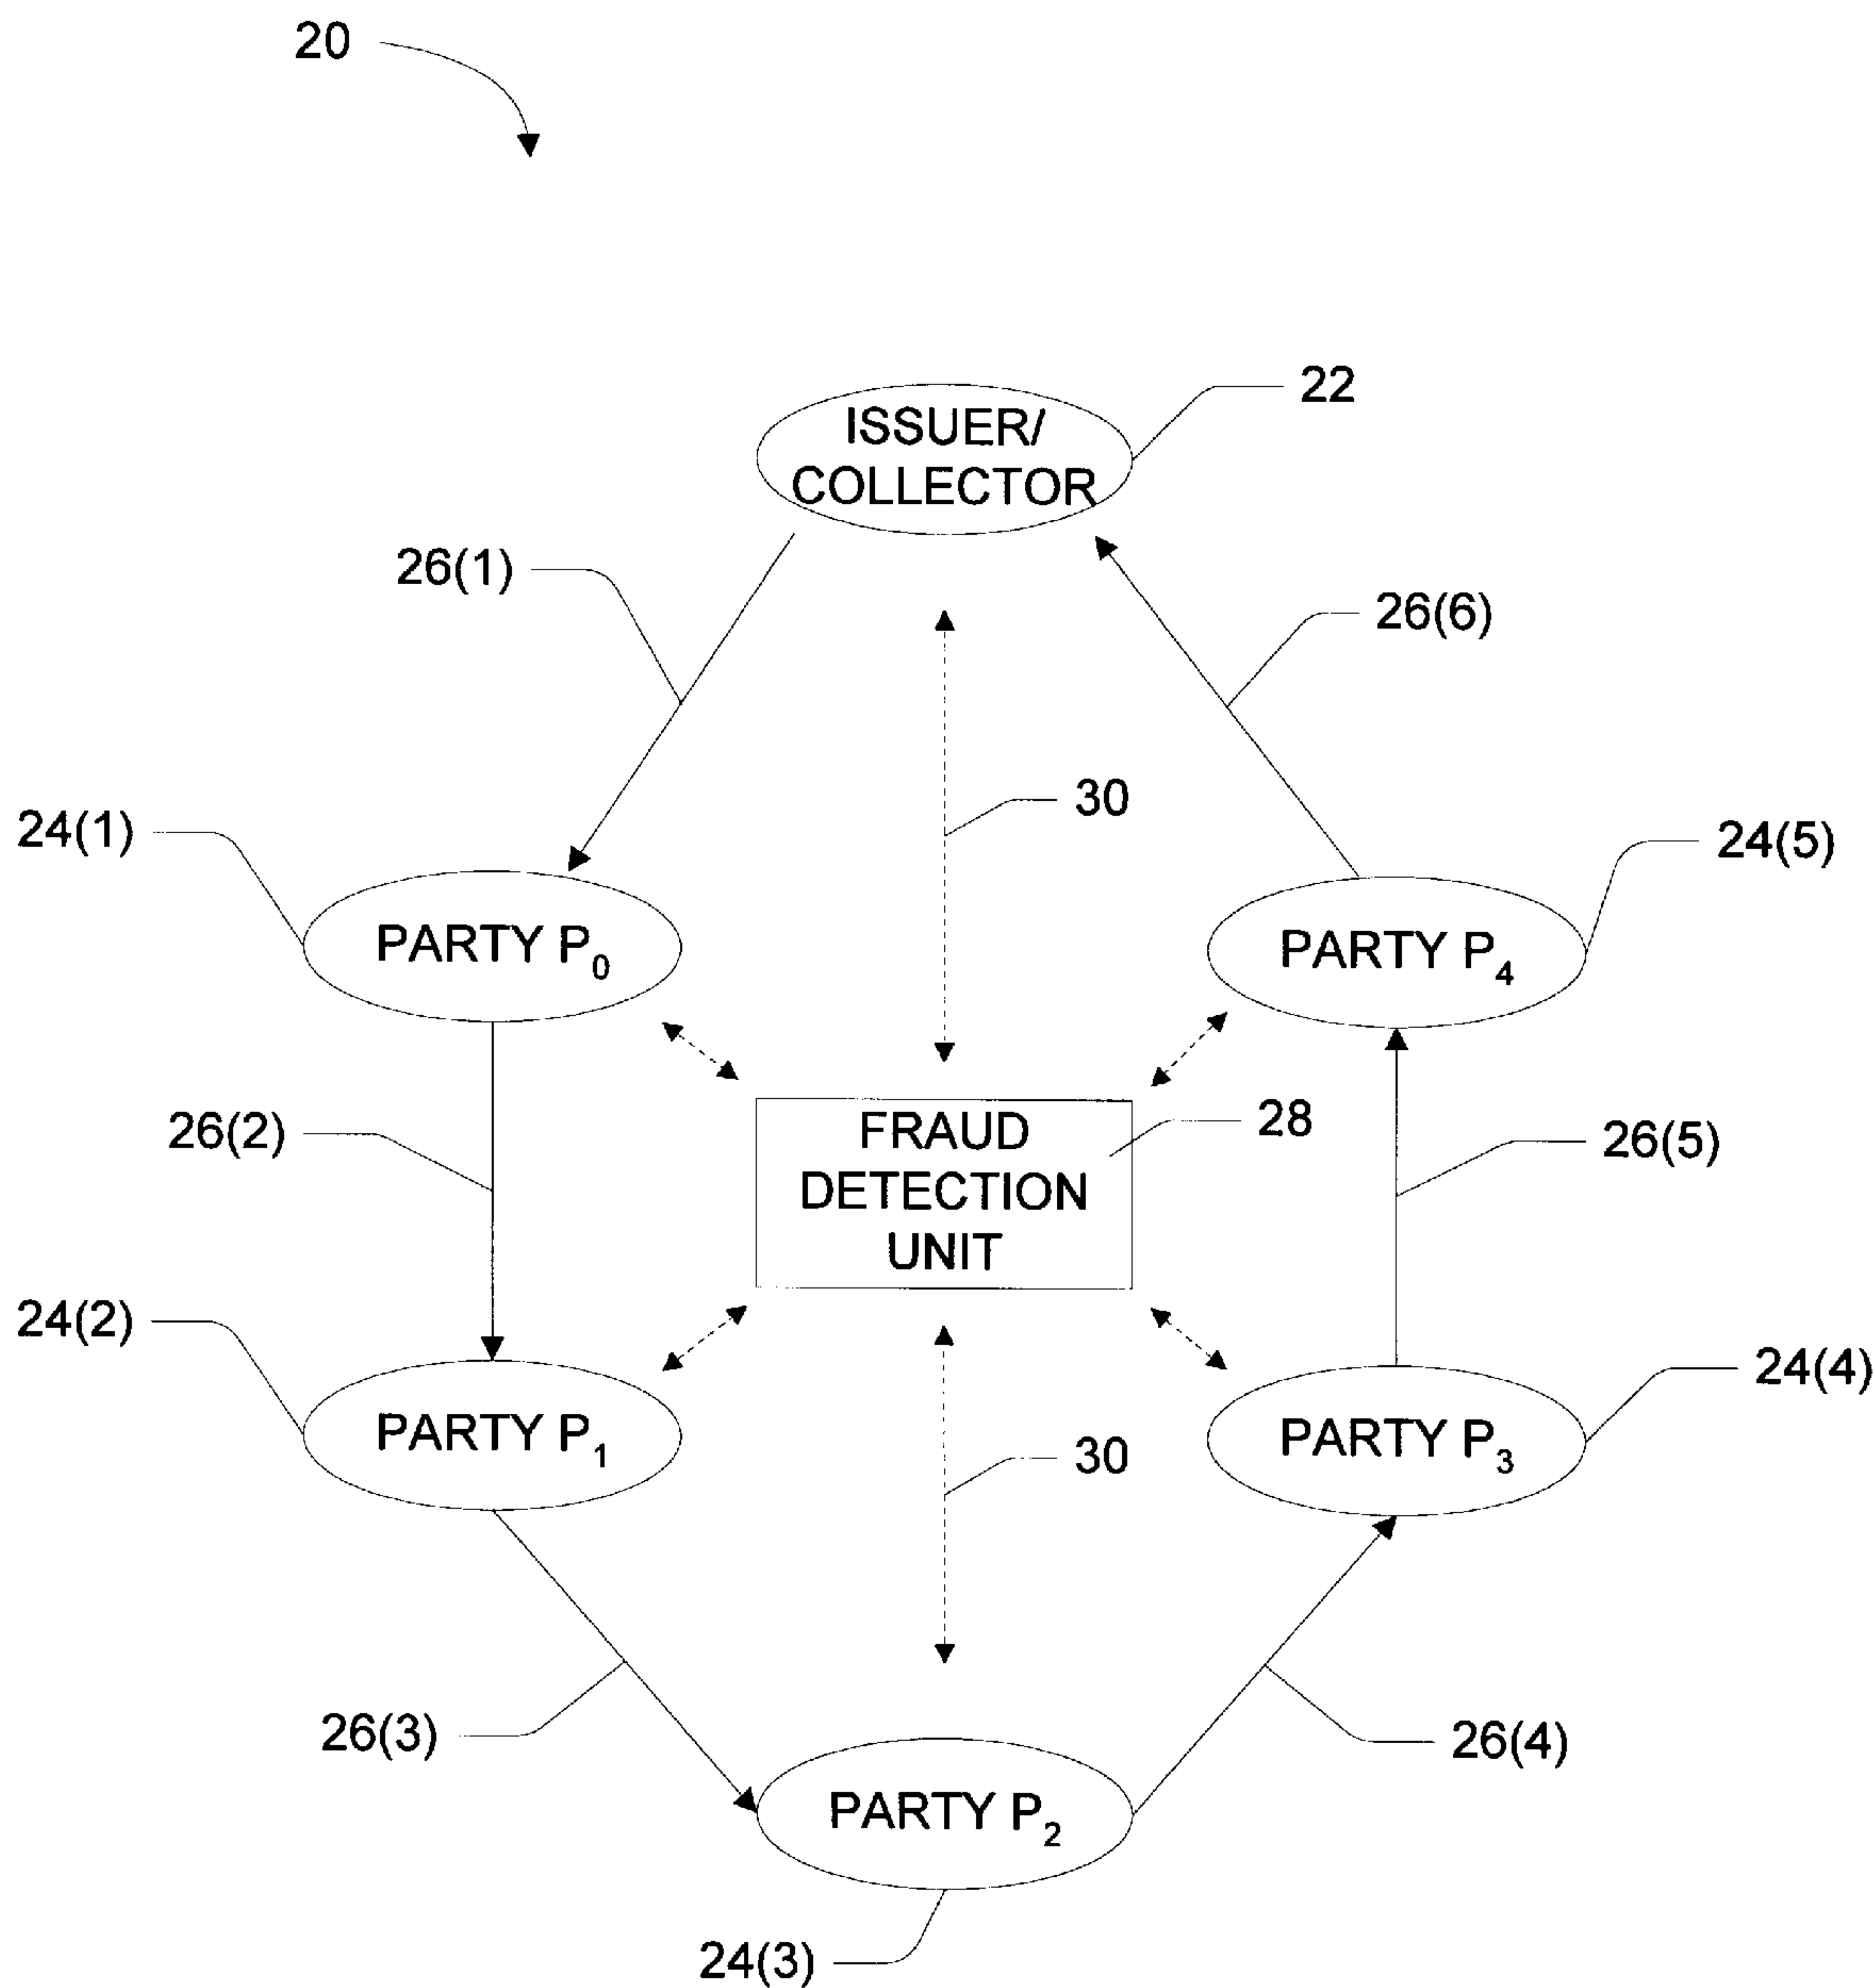 20
ISSUER/
COLLECTOR
22
26(1)
26(6)
30
24(1)
24(5)
PARTY P₀
PARTY P₄
26(2)
FRAUD
DETECTION
UNIT
28
26(5)
24(2)
24(4)
PARTY P₁
30
PARTY P₃
26(3)
26(4)
PARTY P₂
24(3)